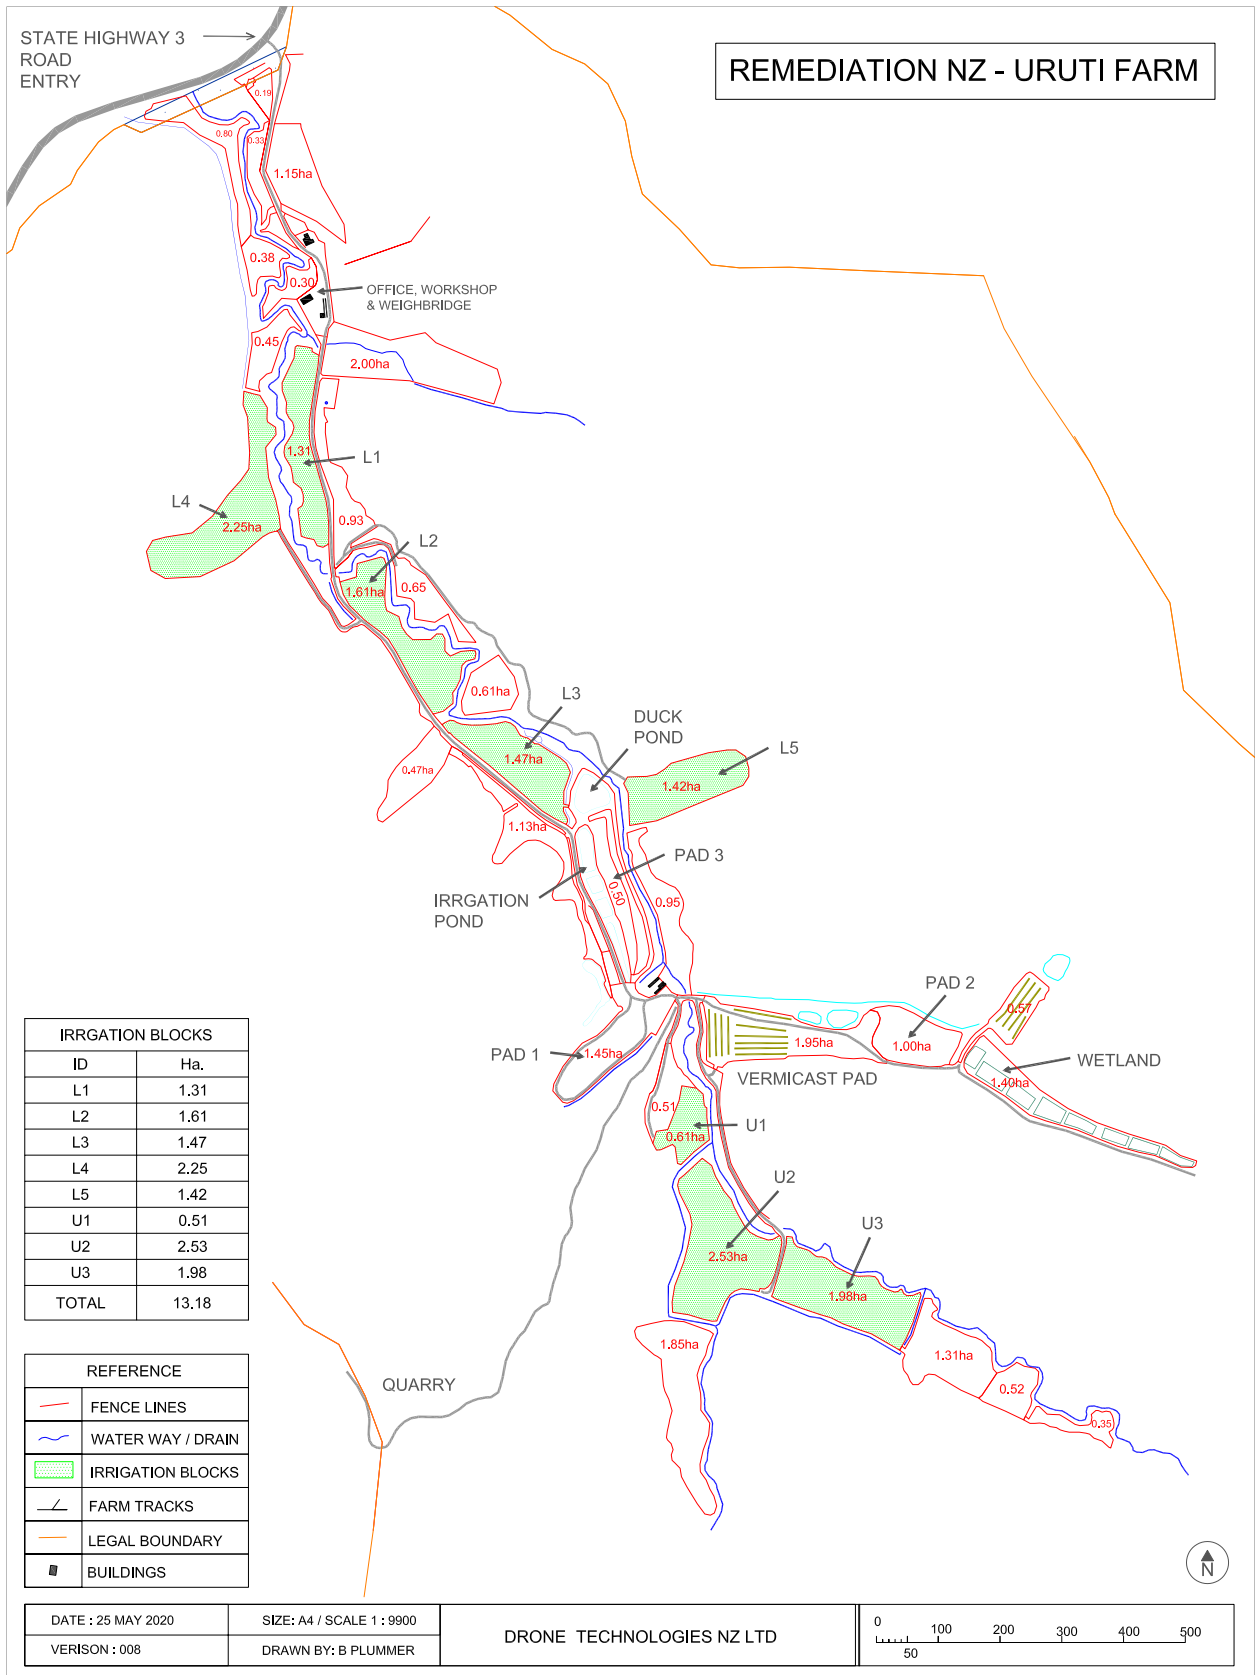 STATE HIGHWAY 3
ROAD
ENTRY
REMEDIATION NZ - URUTI FARM
0.19
0.80
0.33
1.15ha
0.38
0.30
OFFICE, WORKSHOP
& WEIGHBRIDGE
0.45
2.00ha
1.31
L1
L4
2.25ha
0.93
L2
1.61ha
0.65
0.61ha
L3
DUCK
POND
L5
0.47ha
1.47ha
1.42ha
1.13ha
PAD 3
0.50
IRRGATION
POND
0.95
PAD 2
0.57
1.00ha
PAD 1
1.45ha
1.95ha
VERMICAST PAD
WETLAND
1.40ha
0.51
U1
0.61ha
U2
2.53ha
U3
1.98ha
1.85ha
1.31ha
0.52
0.35
QUARRY
IRRGATION BLOCKS
ID Ha.
L1 1.31
L2 1.61
L3 1.47
L4 2.25
L5 1.42
U1 0.51
U2 2.53
U3 1.98
TOTAL 13.18
REFERENCE
FENCE LINES
WATER WAY / DRAIN
IRRIGATION BLOCKS
FARM TRACKS
LEGAL BOUNDARY
BUILDINGS
N
DATE : 25 MAY 2020
SIZE: A4 / SCALE 1 : 9900
VERISON : 008
DRAWN BY: B PLUMMER
DRONE TECHNOLOGIES NZ LTD
0 100 200 300 400 500
50